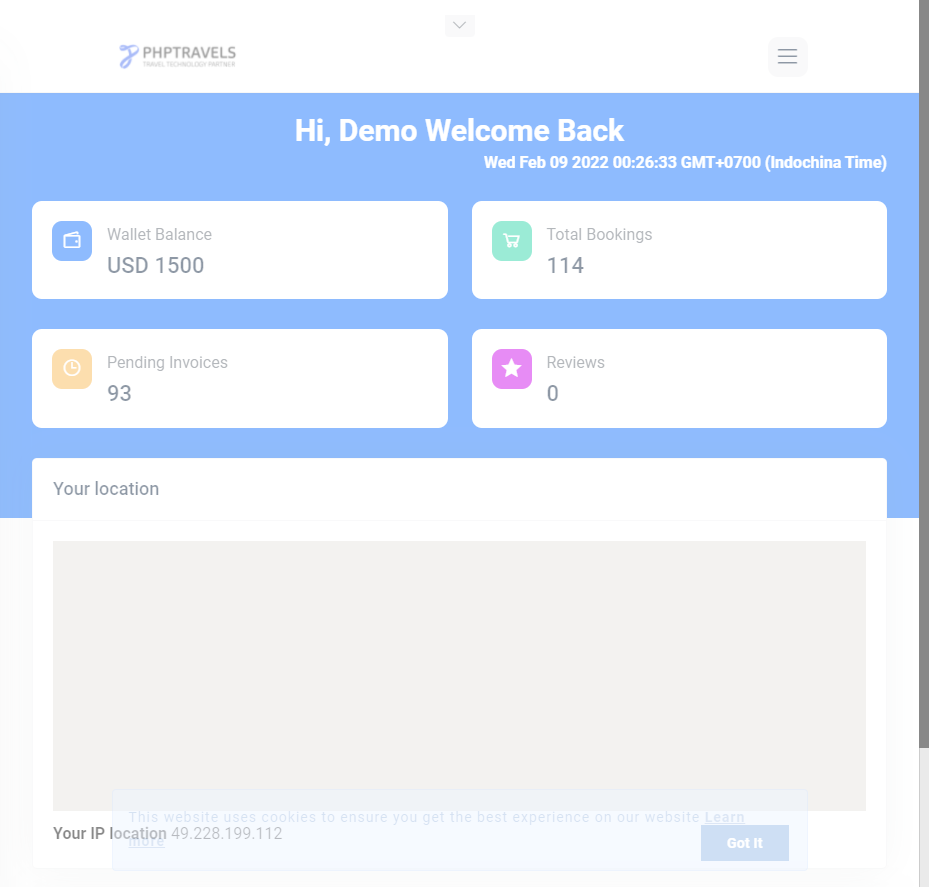 PHPTRAVELS
TRAVEL TECHNOLOGY PARTNER
Hi, Demo Welcome Back
Wed Feb 09 2022 00:26:33 GMT+0700 (Indochina Time)
Wallet Balance
USD 1500
Total Bookings
114
Pending Invoices
93
Reviews
0
Your location
This website uses cookies to ensure you get the best experience on our website Learn
more
Got It
Your IP location 49.228.199.112